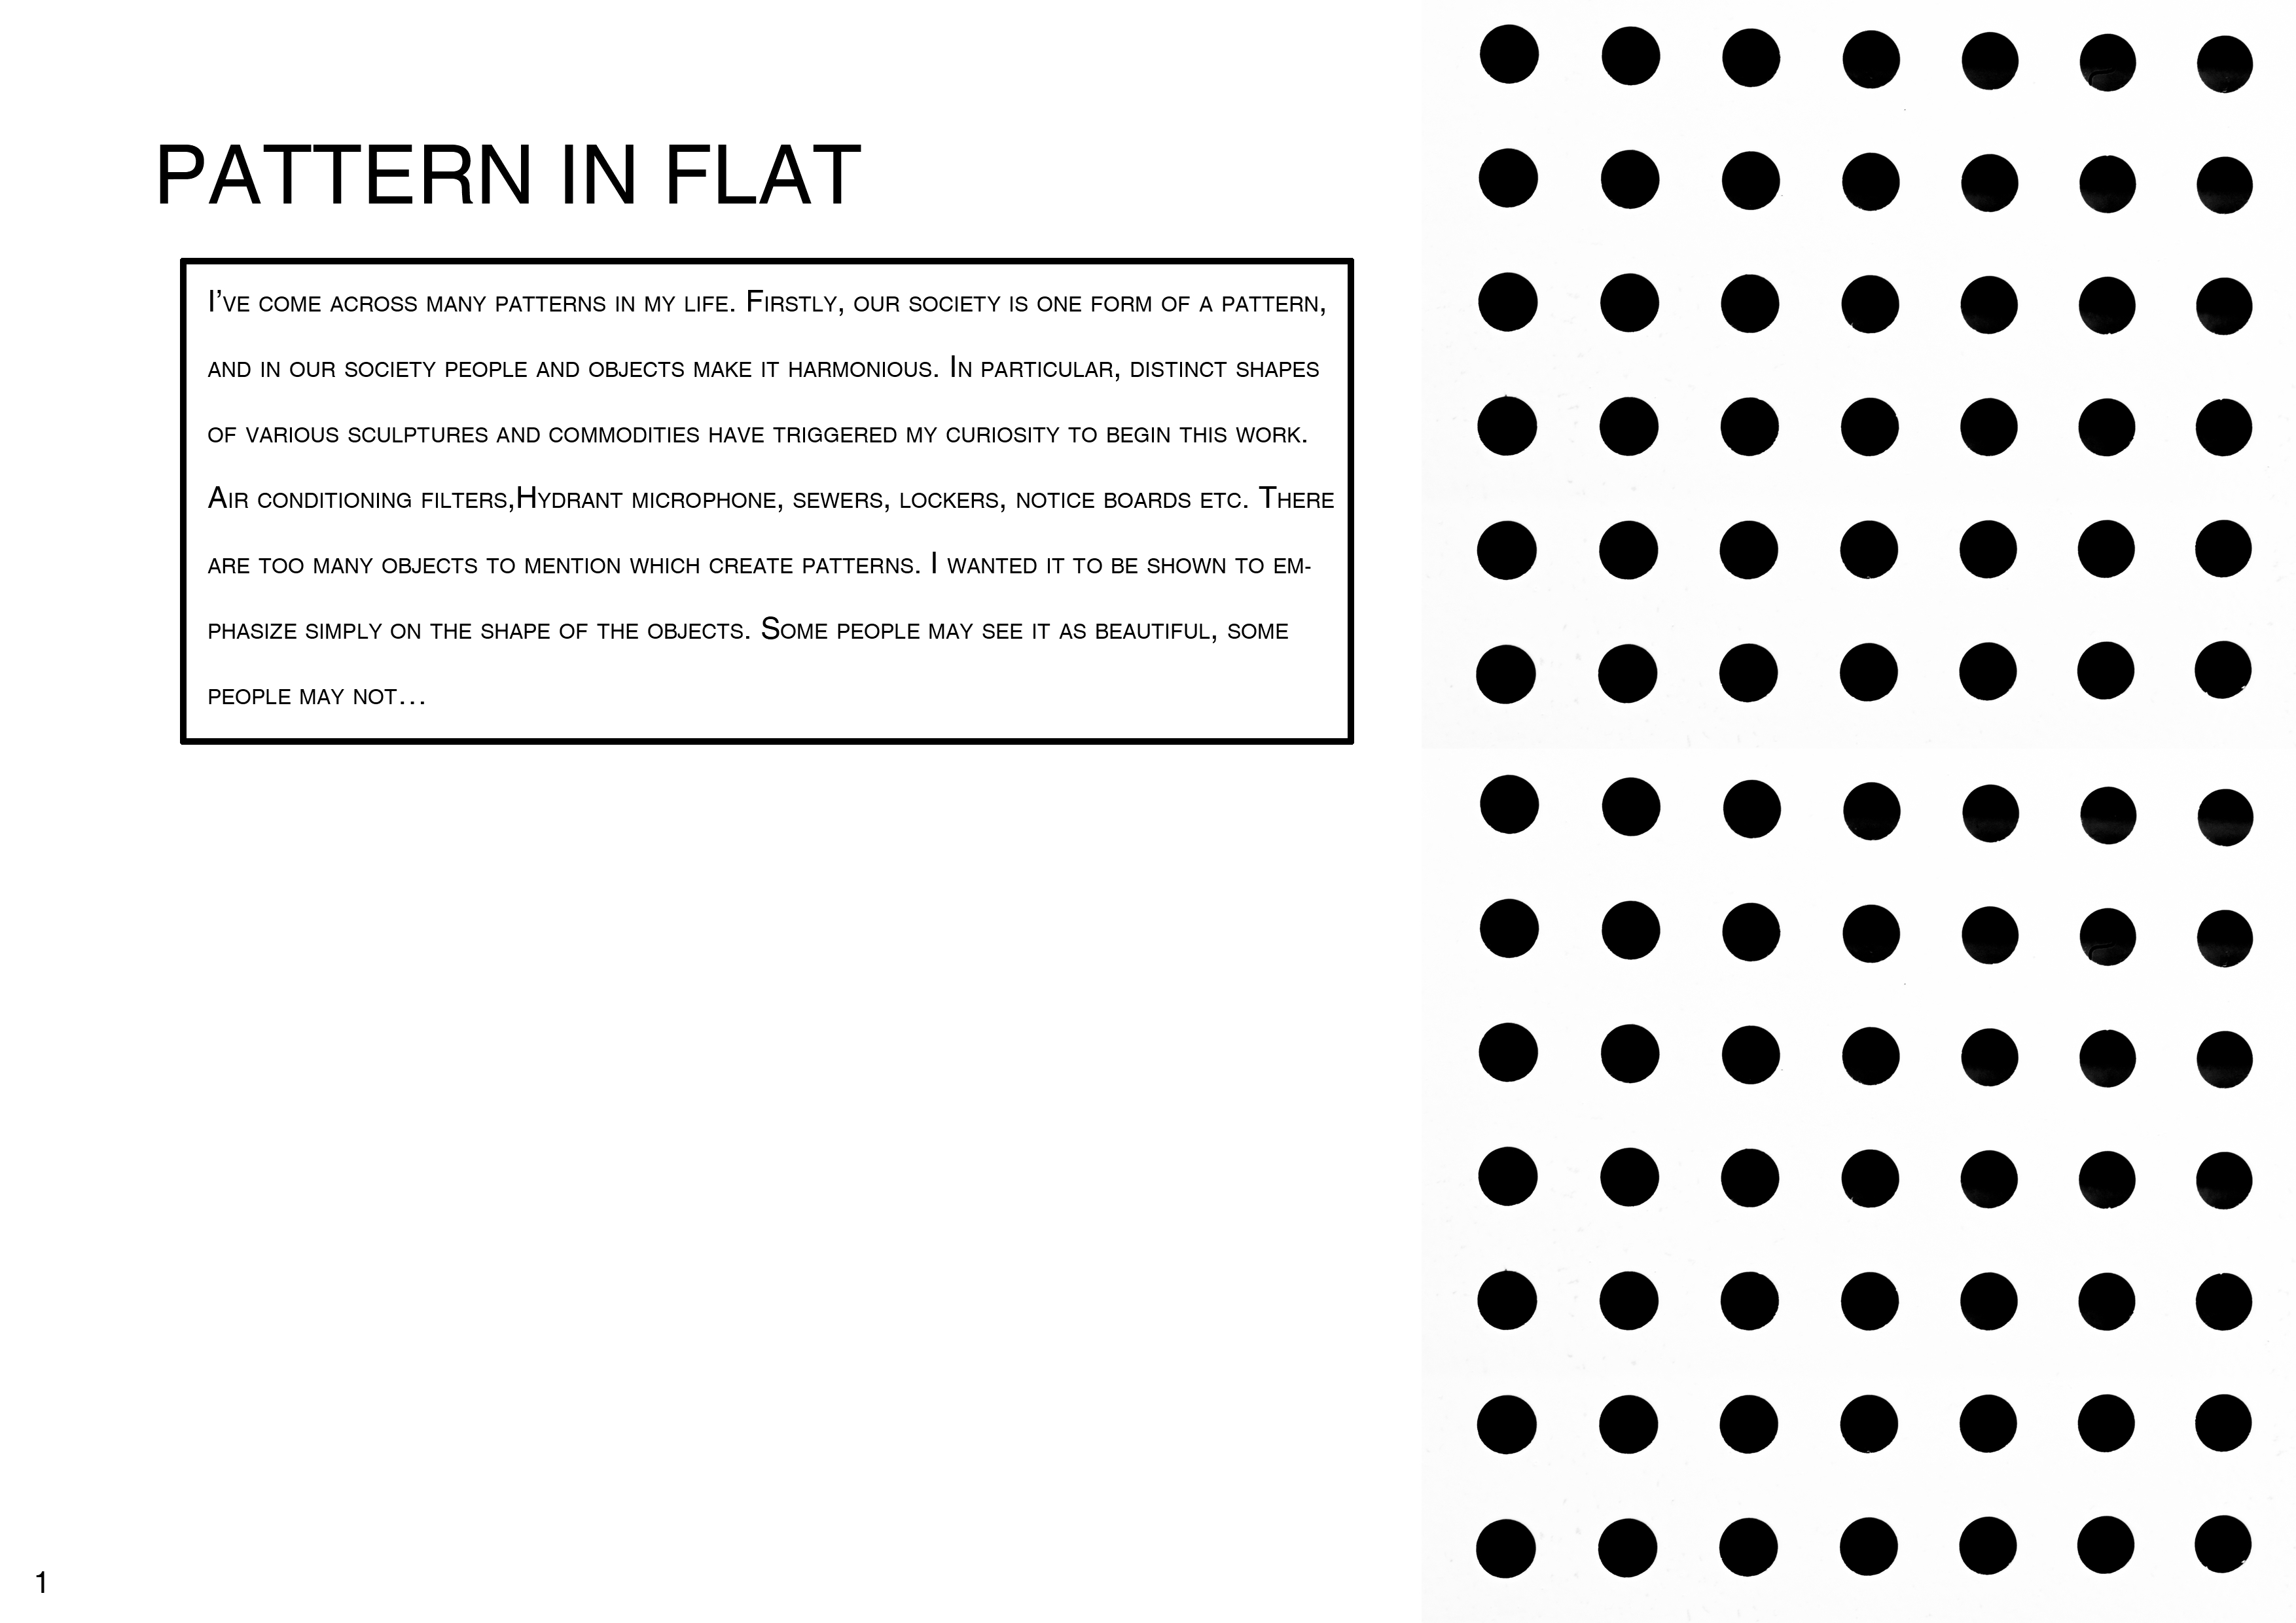 PATTERN IN FLAT
I’VE COME ACROSS MANY PATTERNS IN MY LIFE. FIRSTLY, OUR SOCIETY IS ONE FORM OF A PATTERN,
AND IN OUR SOCIETY PEOPLE AND OBJECTS MAKE IT HARMONIOUS. IN PARTICULAR, DISTINCT SHAPES
OF VARIOUS SCULPTURES AND COMMODITIES HAVE TRIGGERED MY CURIOSITY TO BEGIN THIS WORK.
AIR CONDITIONING FILTERS,HYDRANT MICROPHONE, SEWERS, LOCKERS, NOTICE BOARDS ETC. THERE
ARE TOO MANY OBJECTS TO MENTION WHICH CREATE PATTERNS. I WANTED IT TO BE SHOWN TO EM-
PHASIZE SIMPLY ON THE SHAPE OF THE OBJECTS. SOME PEOPLE MAY SEE IT AS BEAUTIFUL, SOME
PEOPLE MAY NOT...
1